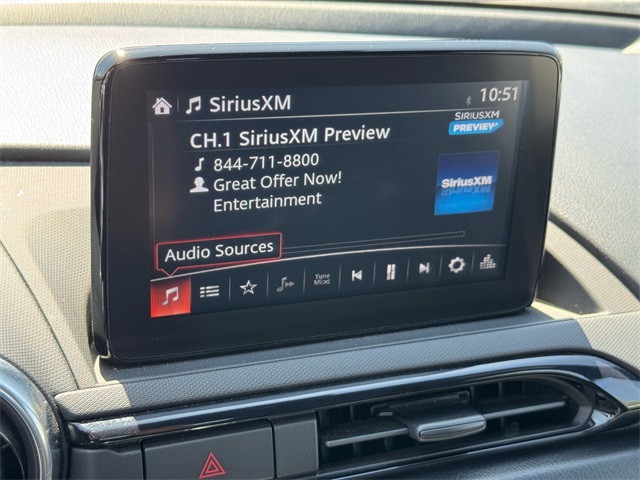 SiriusXM
10:51
CH.1 SiriusXM Preview
SIRIUSXM
PREVIEW
844-711-8800
Great Offer Now!
Entertainment
SiriusXM
Audio Sources
Tune
Mix